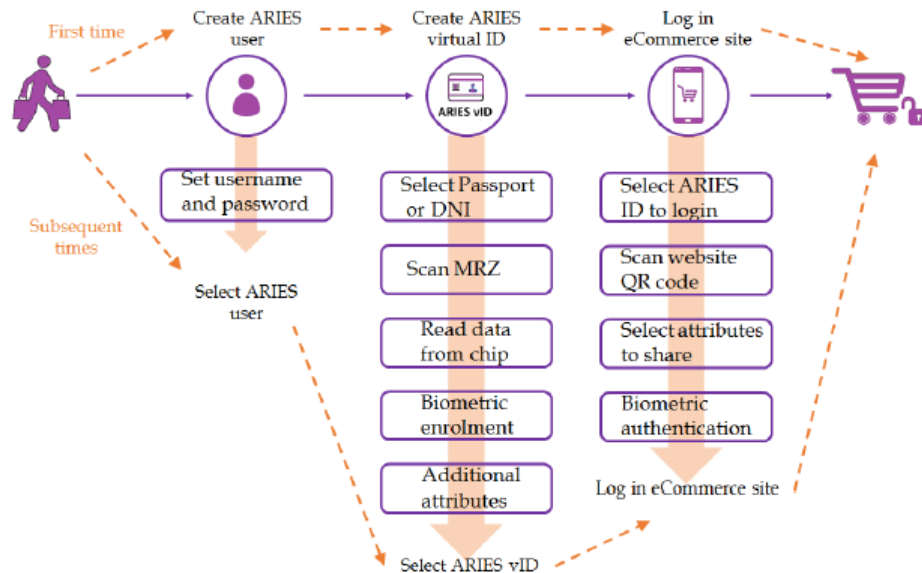 First time
Create ARIES
user
Create ARIES
virtual ID
Log in
eCommerce site
ARIES vID
Set username
and password
Select Passport
or DNI
Select ARIES
ID to login
Subsequent
times
Scan MRZ
Scan website
QR code
Select ARIES
user
Read data
from chip
Select attributes
to share
Biometric
enrolment
Biometric
authentication
Additional
attributes
Log in eCommerce site
Select ARIES vID